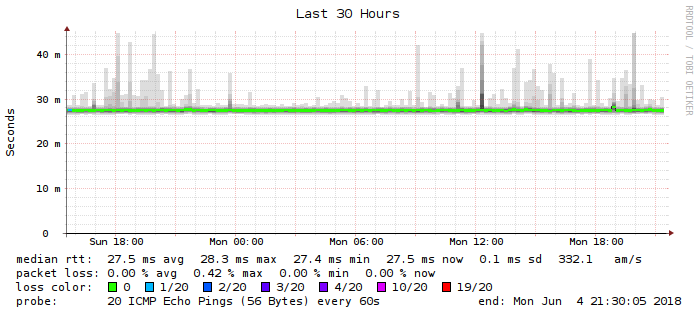 Last 30 Hours
RRDTOOL / TOBI OETIKER
Seconds
40 m
30 m
20 m
10 m
0
Sun 18:00 Mon 00:00 Mon 06:00 Mon 12:00 Mon 18:00
median rtt: 27.5 ms avg 28.3 ms max 27.4 ms min 27.5 ms now 0.1 ms sd 332.1 am/s
packet loss: 0.00 % avg 0.42 % max 0.00 % min 0.00 % now
loss color: 0 1/20 2/20 3/20 4/20 10/20 19/20
probe: 20 ICMP Echo Pings (56 Bytes) every 60s end: Mon Jun 4 21:30:05 2018